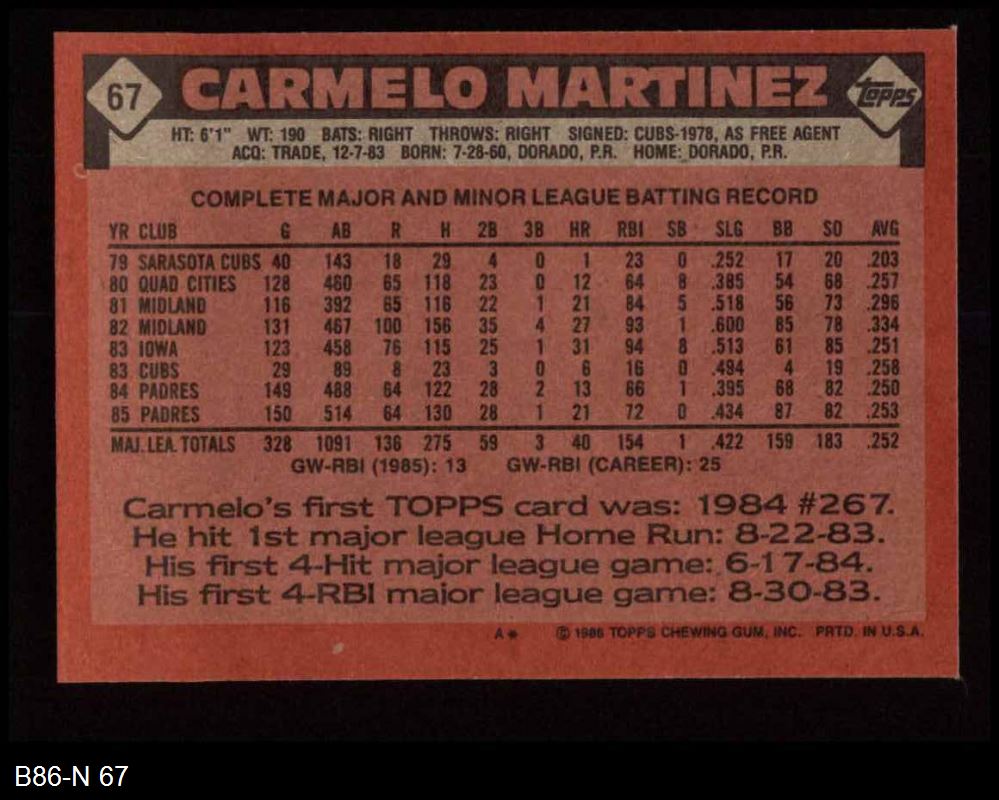 67 CARMELO MARTINEZ Topps
HT: 6'1" WT: 190 BATS: RIGHT THROWS: RIGHT SIGNED: CUBS-1978, AS FREE AGENT
ACQ: TRADE, 12-7-83 BORN: 7-28-60, DORADO, P.R. HOME: DORADO, P.R.
COMPLETE MAJOR AND MINOR LEAGUE BATTING RECORD
YR CLUB G AB R H 2B 3B HR RBI SB SLG BB SO AVG
79 SARASOTA CUBS 40 143 18 29 4 0 1 23 0 .252 17 20 .203
80 QUAD CITIES 128 460 65 118 23 0 12 64 8 .385 54 68 .257
81 MIDLAND 116 392 65 116 22 1 21 84 5 .518 56 73 .296
82 MIDLAND 131 467 100 156 35 4 27 93 1 .600 85 78 .334
83 IOWA 123 458 76 115 25 1 31 94 8 .513 61 85 .251
83 CUBS 29 89 8 23 3 0 6 16 0 .494 4 19 .258
84 PADRES 149 488 64 122 28 2 13 66 1 .395 68 82 .250
85 PADRES 150 514 64 130 28 1 21 72 0 .434 87 82 .253
MAJ. LEA. TOTALS 328 1091 136 275 59 3 40 154 1 .422 159 183 .252
GW-RBI (1985): 13 GW-RBI (CAREER): 25
Carmelo's first TOPPS card was: 1984 #267.
He hit 1st major league Home Run: 8-22-83.
His first 4-Hit major league game: 6-17-84.
His first 4-RBI major league game: 8-30-83.
A* © 1986 TOPPS CHEWING GUM, INC. PRTD. IN U.S.A.
B86-N 67